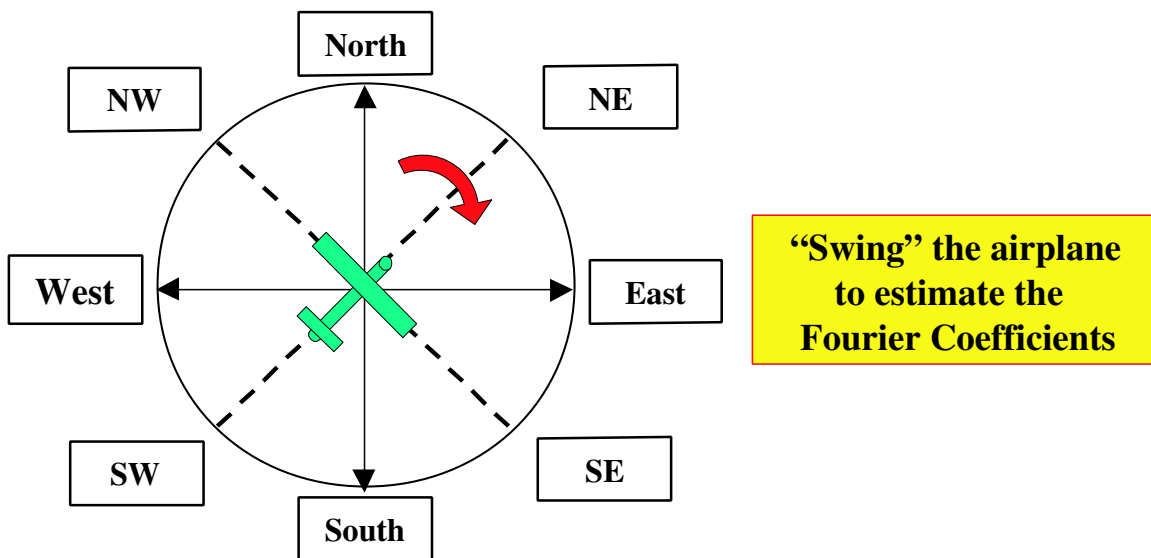 North
NW
NE
West
East
SW
SE
South
“Swing” the airplane
to estimate the
Fourier Coefficients